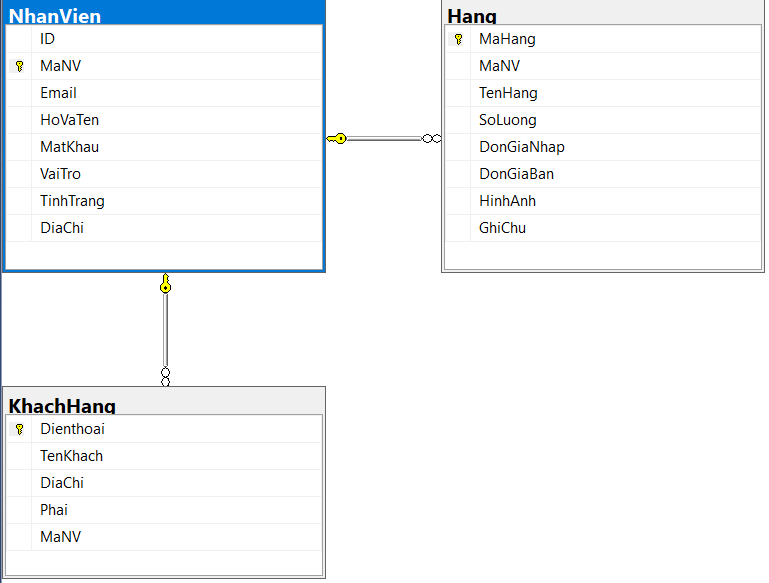 NhanVien
ID
MaNV
Email
HoVaTen
MatKhau
VaiTro
TinhTrang
DiaChi
Hang
MaHang
MaNV
TenHang
SoLuong
DonGiaNhap
DonGiaBan
HinhAnh
GhiChu
KhachHang
Dienthoai
TenKhach
DiaChi
Phai
MaNV